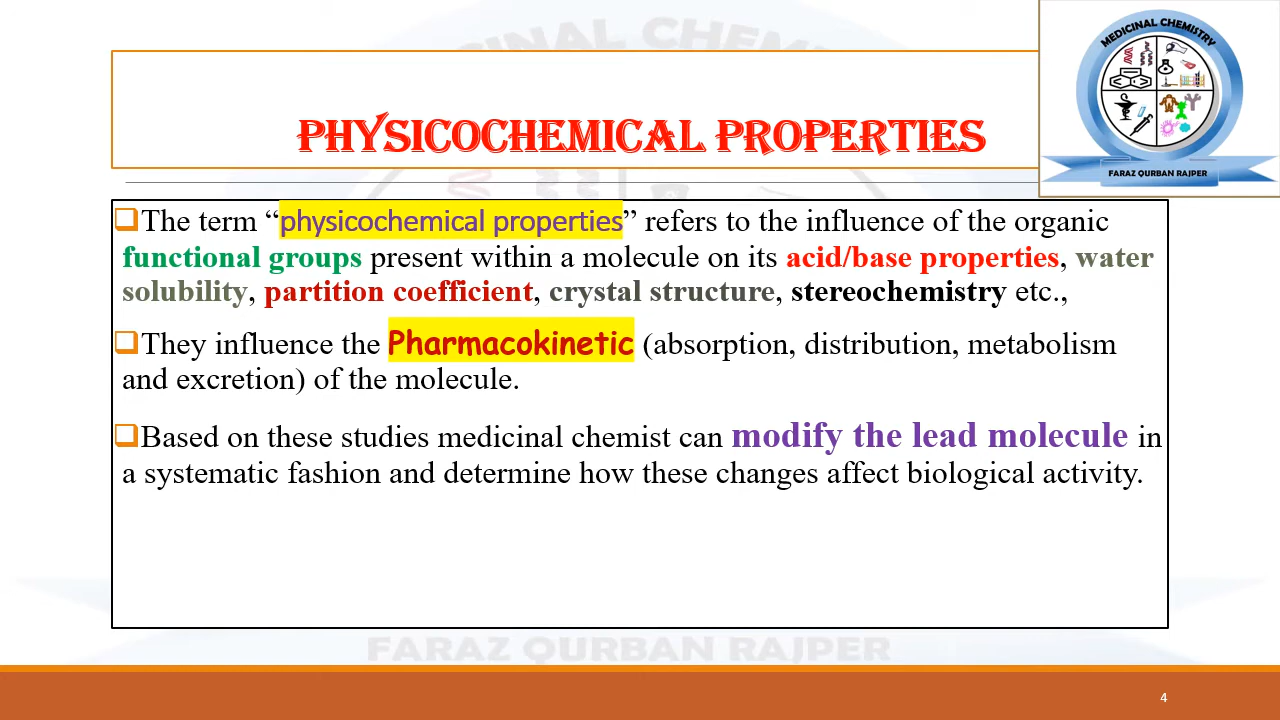 MEDICINAL CHEMISTRY
FARAZ QURBAN RAJPER
PHYSICOCHEMICAL PROPERTIES
The term “physicochemical properties” refers to the influence of the organic
functional groups present within a molecule on its acid/base properties, water
solubility, partition coefficient, crystal structure, stereochemistry etc.,
They influence the Pharmacokinetic (absorption, distribution, metabolism
and excretion) of the molecule.
Based on these studies medicinal chemist can modify the lead molecule in
a systematic fashion and determine how these changes affect biological activity.
FARAZ QURBAN RAJPER
4